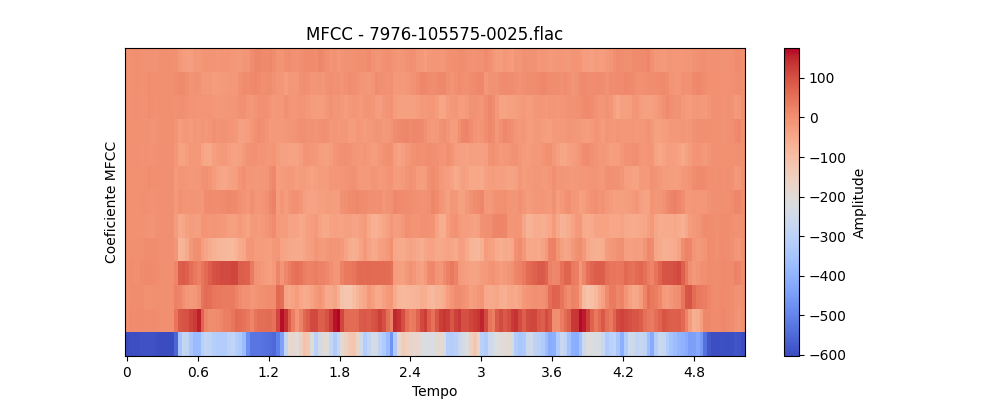 MFCC - 7976-105575-0025.flac
Coeficiente MFCC
0 0.6 1.2 1.8 2.4 3 3.6 4.2 4.8
Tempo
100
0
−100
−200
−300
−400
−500
−600
Amplitude